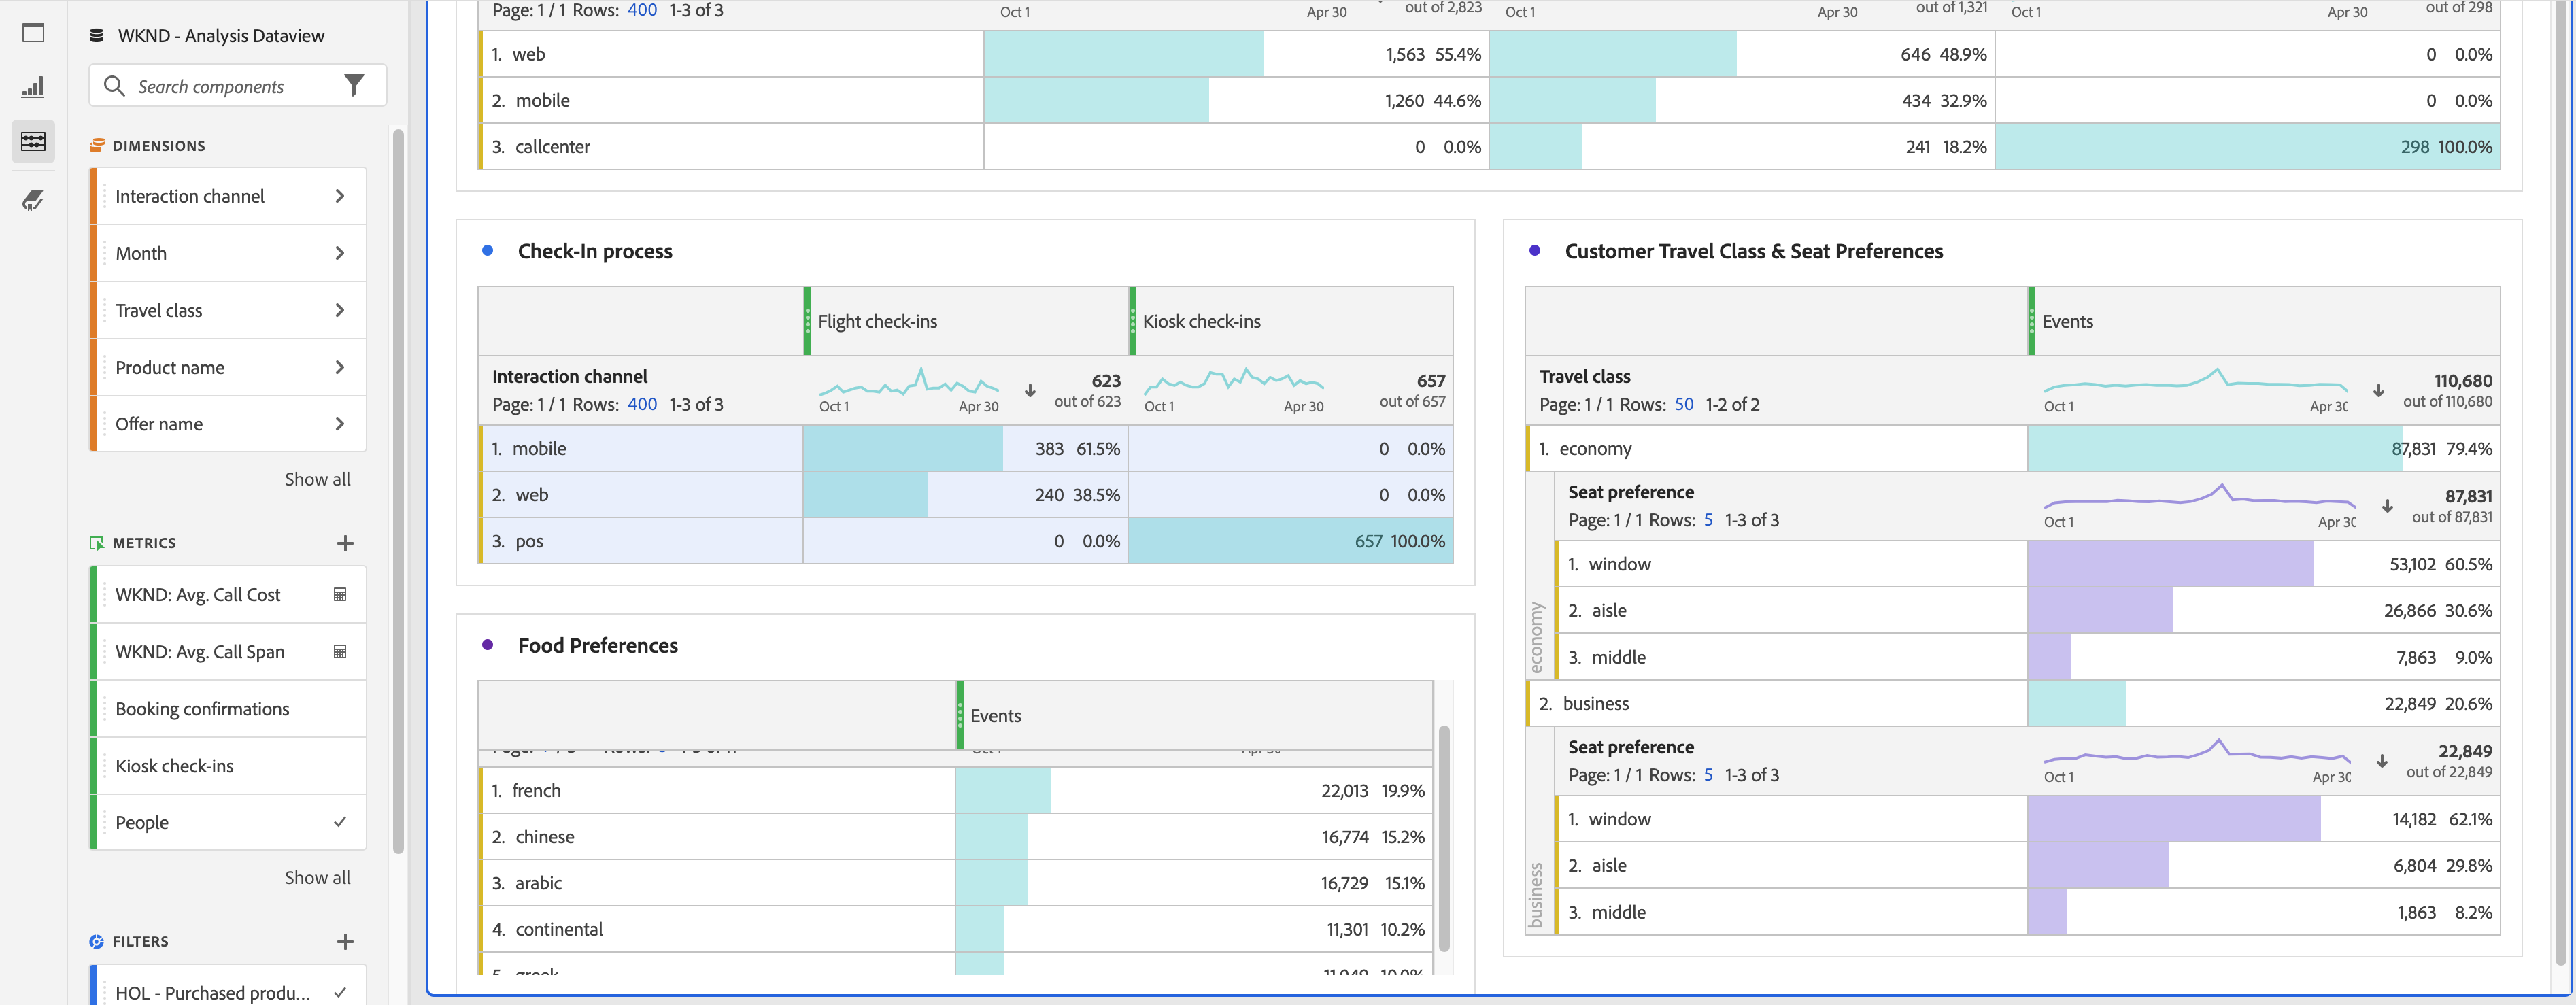 WKND - Analysis Dataview
Search components
DIMENSIONS
Interaction channel
Month
Travel class
Product name
Offer name
Show all
METRICS
WKND: Avg. Call Cost
WKND: Avg. Call Span
Booking confirmations
Kiosk check-ins
People
Show all
FILTERS
HOL - Purchased produ...
Page: 1 / 1 Rows: 400 1-3 of 3 Oct 1 Apr 30 out of 2,823 Oct 1 Apr 30 out of 1,321 Oct 1 Apr 30 out of 298
1. web 1,563 55.4% 646 48.9% 0 0.0%
2. mobile 1,260 44.6% 434 32.9% 0 0.0%
3. callcenter 0 0.0% 241 18.2% 298 100.0%
Check-In process
Flight check-ins Kiosk check-ins
Interaction channel 623 657
Page: 1 / 1 Rows: 400 1-3 of 3 Oct 1 Apr 30 out of 623 Oct 1 Apr 30 out of 657
1. mobile 383 61.5% 0 0.0%
2. web 240 38.5% 0 0.0%
3. pos 0 0.0% 657 100.0%
Food Preferences
Events
1. french 22,013 19.9%
2. chinese 16,774 15.2%
3. arabic 16,729 15.1%
4. continental 11,301 10.2%
Customer Travel Class & Seat Preferences
Events
Travel class 110,680
Page: 1 / 1 Rows: 50 1-2 of 2 Oct 1 Apr 30 out of 110,680
1. economy 87,831 79.4%
economy
Seat preference 87,831
Page: 1 / 1 Rows: 5 1-3 of 3 Oct 1 Apr 30 out of 87,831
1. window 53,102 60.5%
2. aisle 26,866 30.6%
3. middle 7,863 9.0%
2. business 22,849 20.6%
business
Seat preference 22,849
Page: 1 / 1 Rows: 5 1-3 of 3 Oct 1 Apr 30 out of 22,849
1. window 14,182 62.1%
2. aisle 6,804 29.8%
3. middle 1,863 8.2%